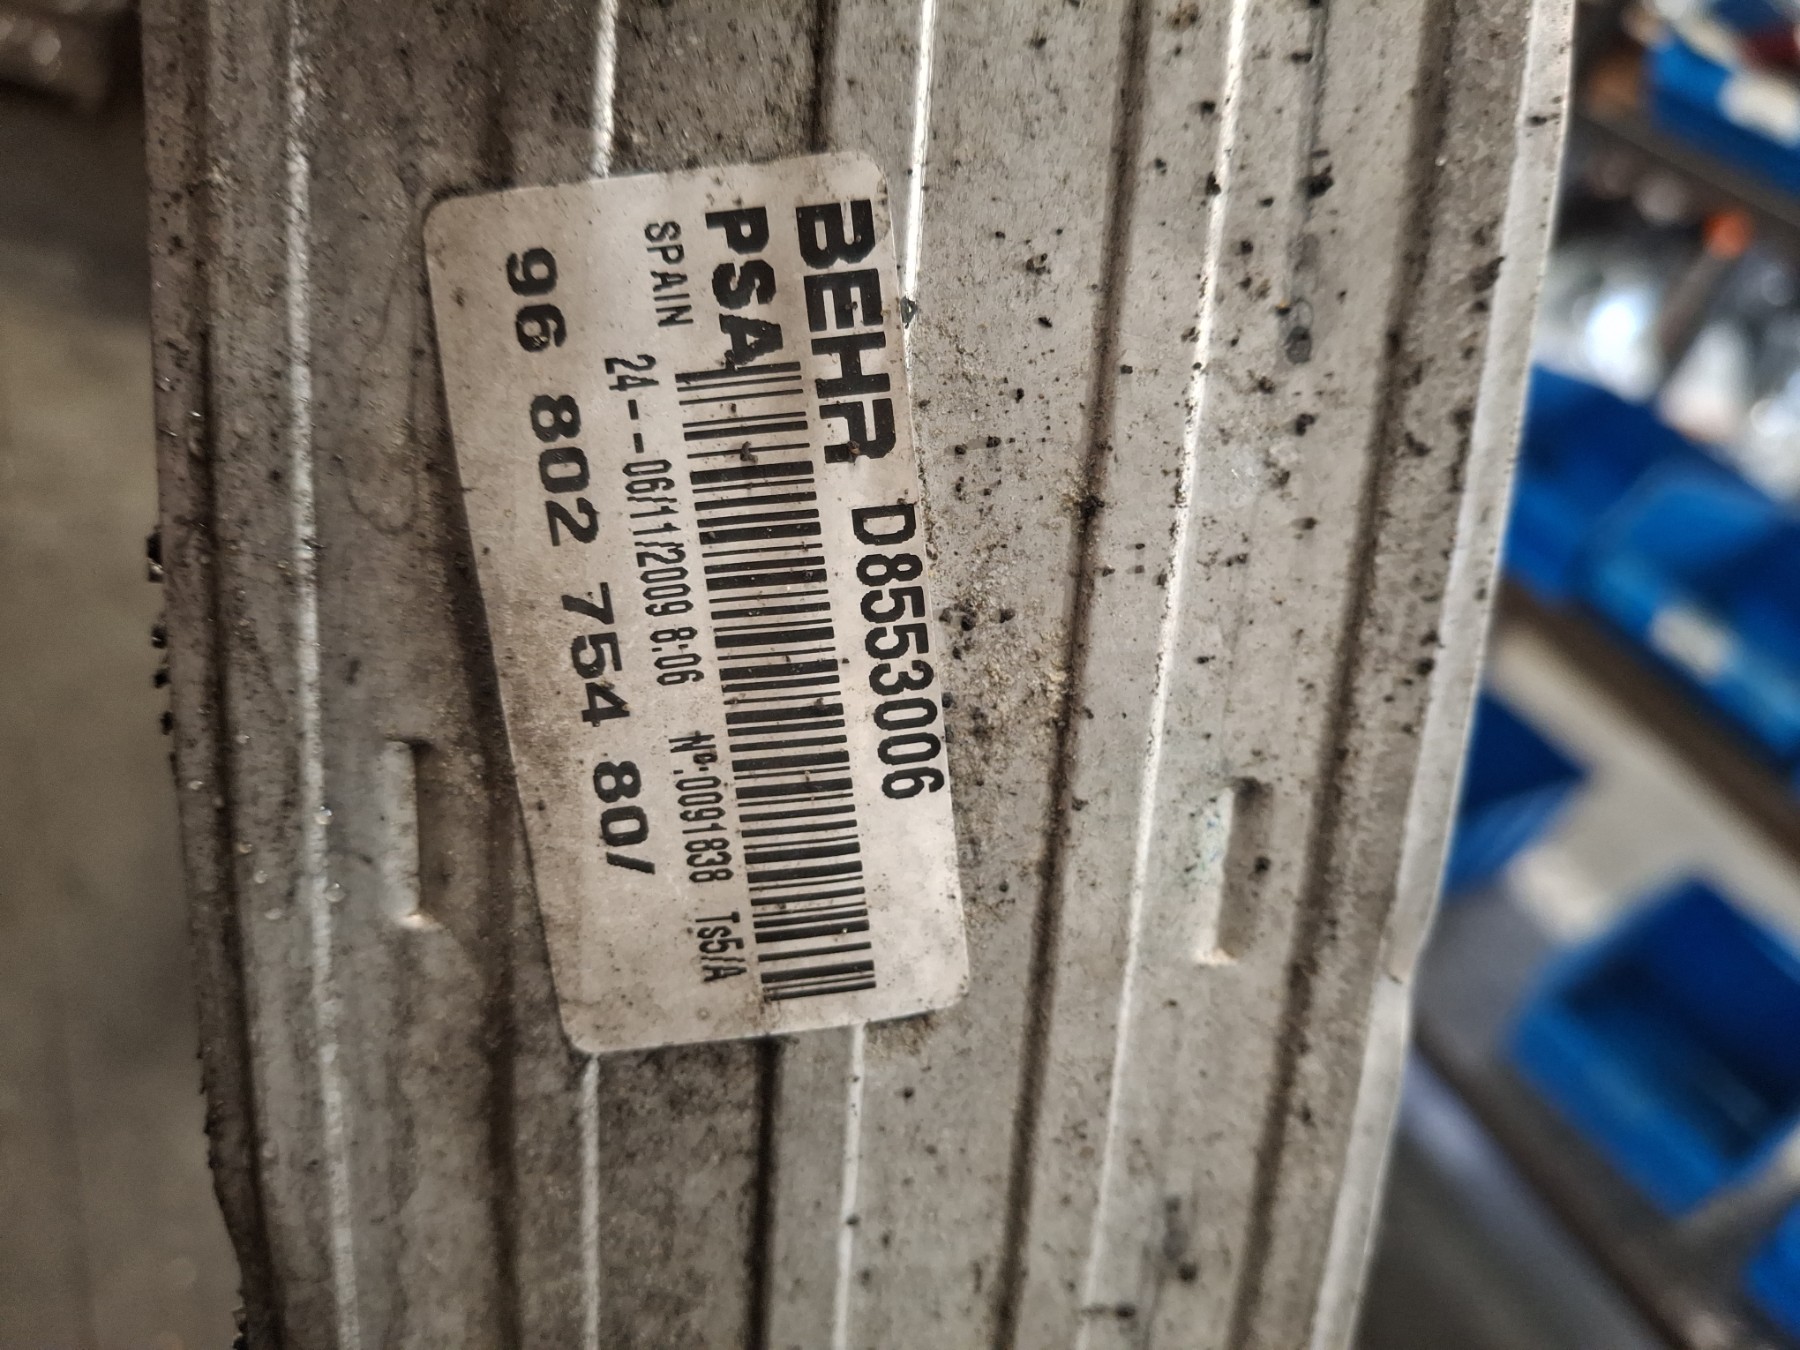 BEHR D8553006
PSA
SPAIN 24--06/11/2009 8:06 Nº:0091838 Ts5/A
96 802 754 80/